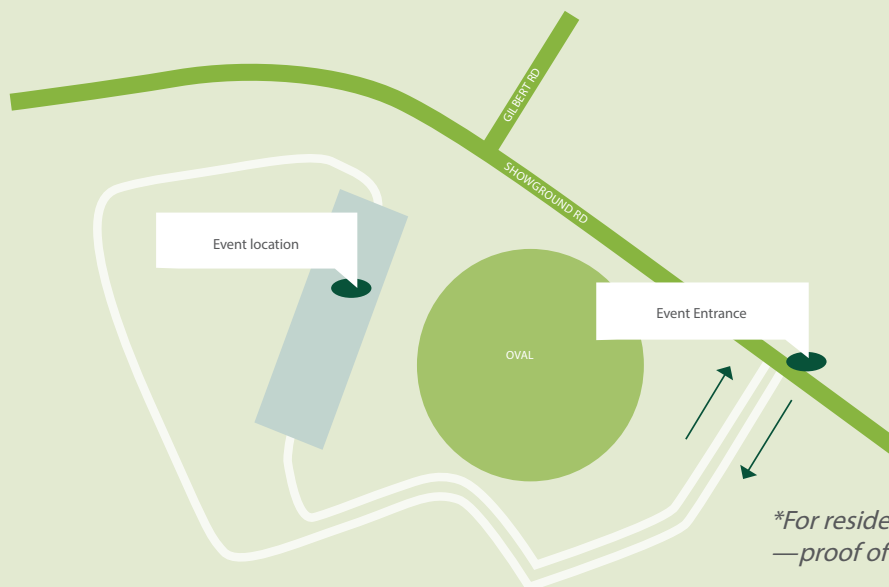 GILBERT RD
SHOWGROUND RD
Event location
Event Entrance
OVAL
*For reside
—proof of